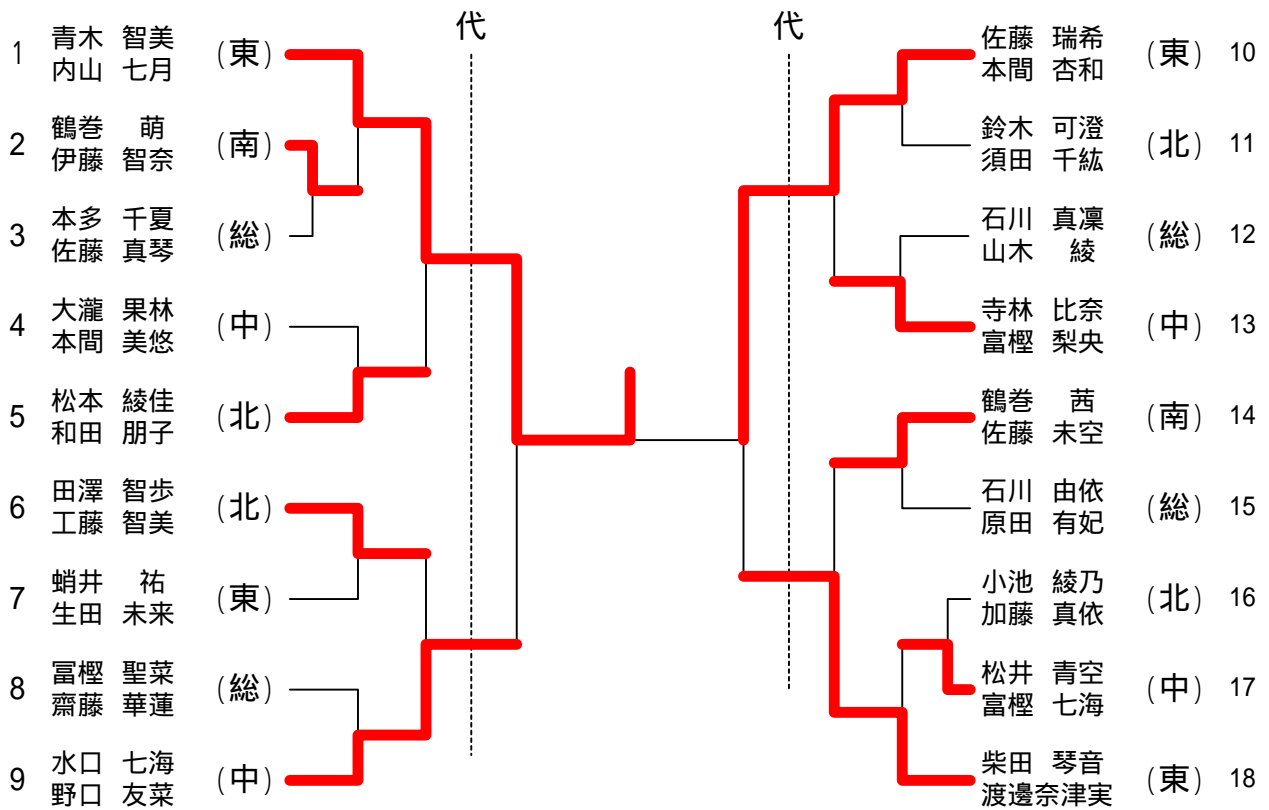 代
代
1 青木 智美 (東)
内山 七月
2 鶴巻 萌 (南)
伊藤 智奈
3 本多 千夏 (総)
佐藤 真琴
4 大瀧 果林 (中)
本間 美悠
5 松本 綾佳 (北)
和田 朋子
6 田澤 智歩 (北)
工藤 智美
7 蛸井 祐 (東)
生田 未来
8 冨樫 聖菜 (総)
齋藤 華蓮
9 水口 七海 (中)
野口 友菜
佐藤 瑞希 (東) 10
本間 杏和
鈴木 可澄 (北) 11
須田 千紘
石川 真凜 (総) 12
山木 綾
寺林 比奈 (中) 13
富樫 梨央
鶴巻 茜 (南) 14
佐藤 未空
石川 由依 (総) 15
原田 有妃
小池 綾乃 (北) 16
加藤 真依
松井 青空 (中) 17
富樫 七海
柴田 琴音 (東) 18
渡邊奈津実